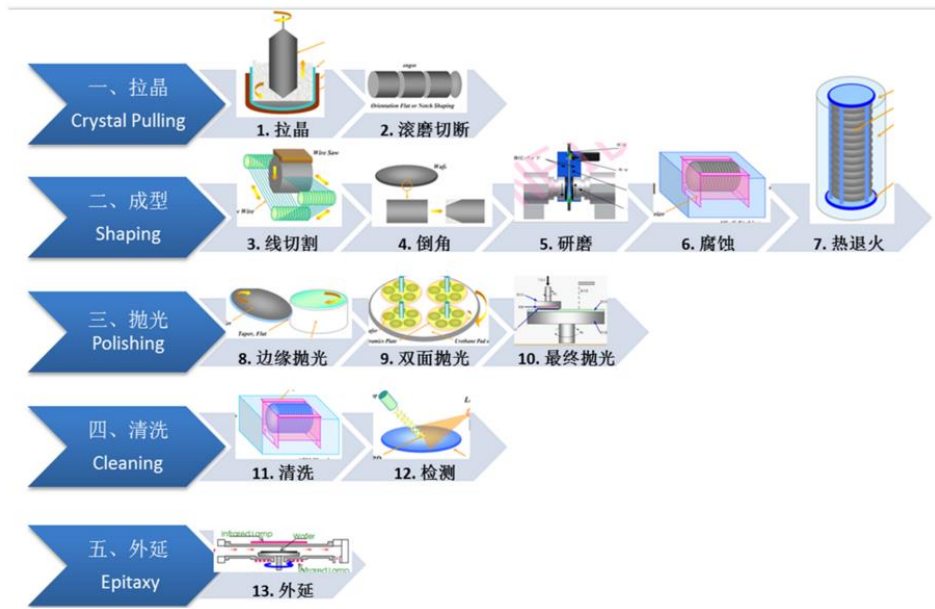 一、拉晶
Crystal Pulling
1. 拉晶
2. 滚磨切断
Orientation Flat or Notch Shaping
二、成型
Shaping
Wire Saw
Wire
3. 线切割
4. 倒角
5. 研磨
6. 腐蚀
7. 热退火
三、抛光
Polishing
Taper, Flat
Urethane Pad
8. 边缘抛光
9. 双面抛光
10. 最终抛光
四、清洗
Cleaning
11. 清洗
12. 检测
五、外延
Epitaxy
Infrared Lamp
Wafer
Infrared Lamp
13. 外延